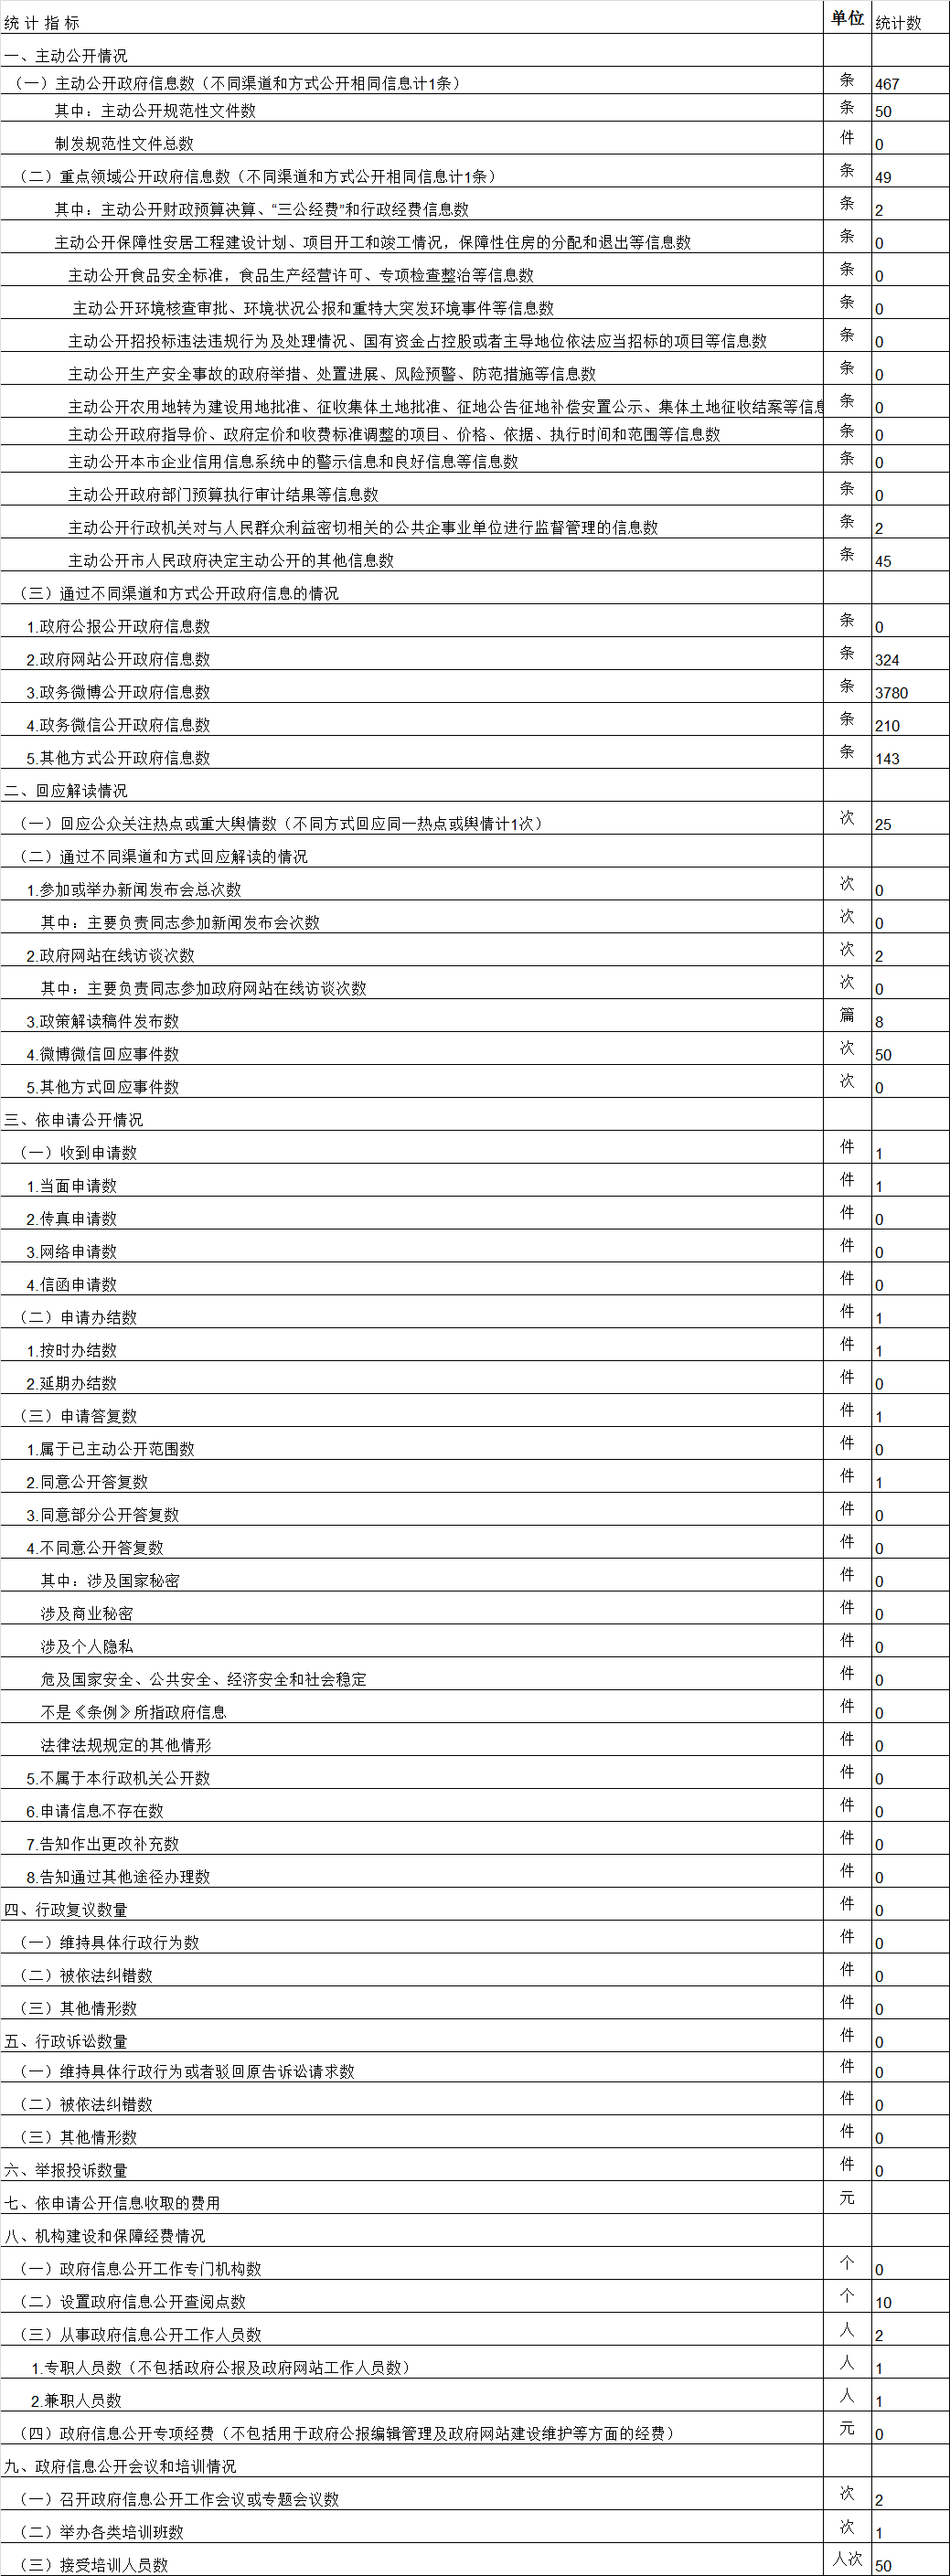 统 计 指 标 单位 统计数
一、主动公开情况
（一）主动公开政府信息数（不同渠道和方式公开相同信息计1条） 条 467
其中：主动公开规范性文件数 条 50
制发规范性文件总数 件 0
（二）重点领域公开政府信息数（不同渠道和方式公开相同信息计1条） 条 49
其中：主动公开财政预算决算、“三公经费”和行政经费信息数 条 2
主动公开保障性安居工程建设计划、项目开工和竣工情况，保障性住房的分配和退出等信息数 条 0
主动公开食品安全标准，食品生产经营许可、专项检查整治等信息数 条 0
主动公开环境核查审批、环境状况公报和重特大突发环境事件等信息数 条 0
主动公开招投标违法违规行为及处理情况、国有资金占控股或者主导地位依法应当招标的项目等信息数 条 0
主动公开生产安全事故的政府举措、处置进展、风险预警、防范措施等信息数 条 0
主动公开农用地转为建设用地批准、征收集体土地批准、征地公告征地补偿安置公示、集体土地征收结案等信息 条 0
主动公开政府指导价、政府定价和收费标准调整的项目、价格、依据、执行时间和范围等信息数 条 0
主动公开本市企业信用信息系统中的警示信息和良好信息等信息数 条 0
主动公开政府部门预算执行审计结果等信息数 条 0
主动公开行政机关对与人民群众利益密切相关的公共企事业单位进行监督管理的信息数 条 2
主动公开市人民政府决定主动公开的其他信息数 条 45
（三）通过不同渠道和方式公开政府信息的情况
1.政府公报公开政府信息数 条 0
2.政府网站公开政府信息数 条 324
3.政务微博公开政府信息数 条 3780
4.政务微信公开政府信息数 条 210
5.其他方式公开政府信息数 条 143
二、回应解读情况
（一）回应公众关注热点或重大舆情数（不同方式回应同一热点或舆情计1次） 次 25
（二）通过不同渠道和方式回应解读的情况
1.参加或举办新闻发布会总次数 次 0
其中：主要负责同志参加新闻发布会次数 次 0
2.政府网站在线访谈次数 次 2
其中：主要负责同志参加政府网站在线访谈次数 次 0
3.政策解读稿件发布数 篇 8
4.微博微信回应事件数 次 50
5.其他方式回应事件数 次 0
三、依申请公开情况
（一）收到申请数 件 1
1.当面申请数 件 1
2.传真申请数 件 0
3.网络申请数 件 0
4.信函申请数 件 0
（二）申请办结数 件 1
1.按时办结数 件 1
2.延期办结数 件 0
（三）申请答复数 件 1
1.属于已主动公开范围数 件 0
2.同意公开答复数 件 1
3.同意部分公开答复数 件 0
4.不同意公开答复数 件 0
其中：涉及国家秘密 件 0
涉及商业秘密 件 0
涉及个人隐私 件 0
危及国家安全、公共安全、经济安全和社会稳定 件 0
不是《条例》所指政府信息 件 0
法律法规规定的其他情形 件 0
5.不属于本行政机关公开数 件 0
6.申请信息不存在数 件 0
7.告知作出更改补充数 件 0
8.告知通过其他途径办理数 件 0
四、行政复议数量 件 0
（一）维持具体行政行为数 件 0
（二）被依法纠错数 件 0
（三）其他情形数 件 0
五、行政诉讼数量 件 0
（一）维持具体行政行为或者驳回原告诉讼请求数 件 0
（二）被依法纠错数 件 0
（三）其他情形数 件 0
六、举报投诉数量 件 0
七、依申请公开信息收取的费用 元
八、机构建设和保障经费情况
（一）政府信息公开工作专门机构数 个 0
（二）设置政府信息公开查阅点数 个 10
（三）从事政府信息公开工作人员数 人 2
1.专职人员数（不包括政府公报及政府网站工作人员数） 人 1
2.兼职人员数 人 1
（四）政府信息公开专项经费（不包括用于政府公报编辑管理及政府网站建设维护等方面的经费） 元 0
九、政府信息公开会议和培训情况
（一）召开政府信息公开工作会议或专题会议数 次 2
（二）举办各类培训班数 次 1
（三）接受培训人员数 人次 50